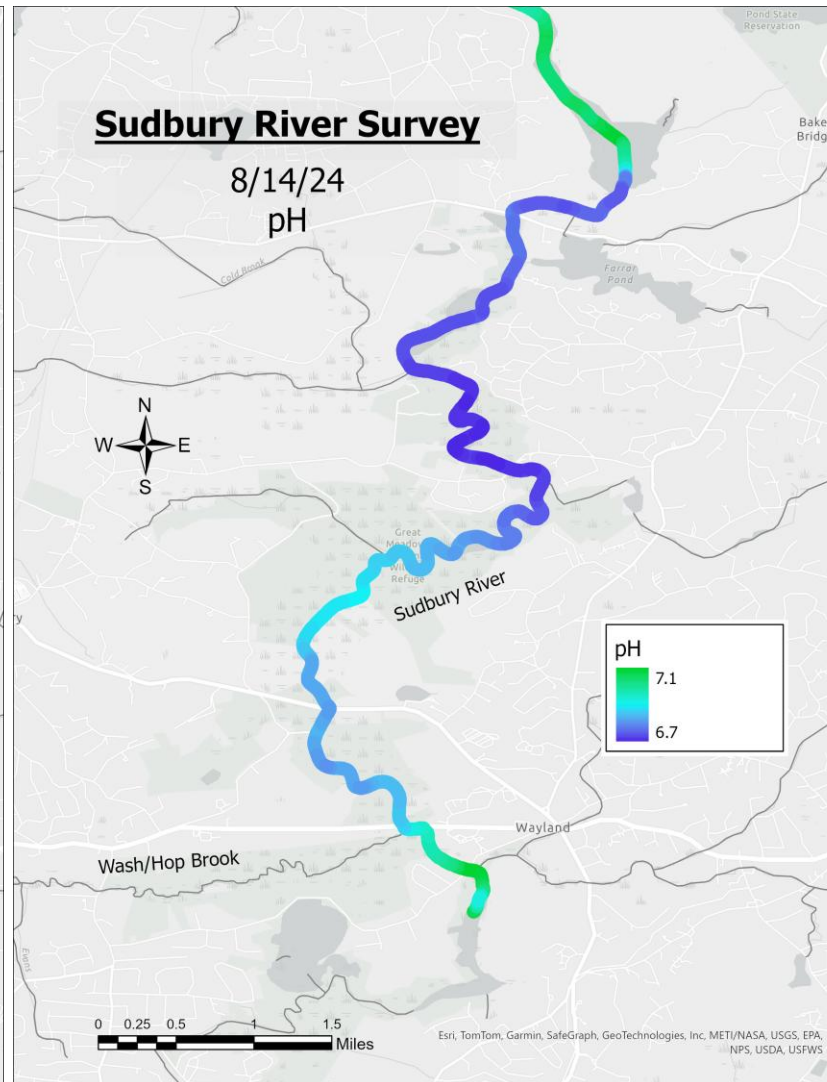 Pond State
Reservation
Bake
Bridg
Sudbury River Survey
8/14/24
pH
Cold Brook
Farrar
Pond
N
W
E
S
Great
Meadow
Wil
Refuge
Sudbury River
ry
pH
7.1
6.7
Wayland
Wash/Hop Brook
0 0.25 0.5 1 1.5
Miles
Esri, TomTom, Garmin, SafeGraph, GeoTechnologies, Inc, METI/NASA, USGS, EPA,
NPS, USDA, USFWS